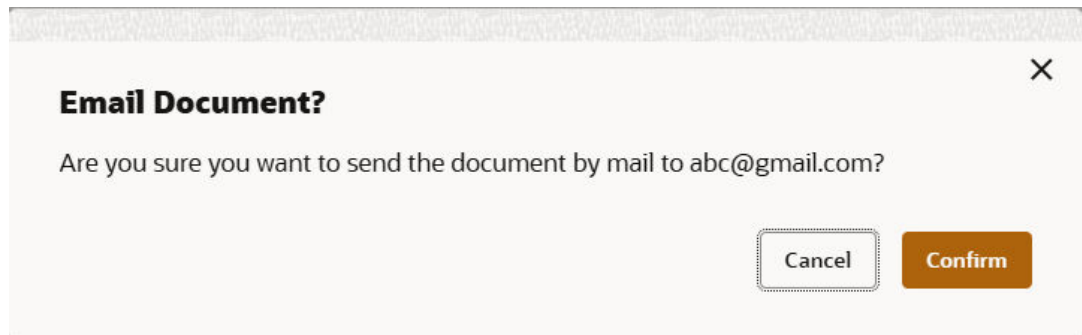 Email Document?
Are you sure you want to send the document by mail to abc@gmail.com?
Cancel
Confirm